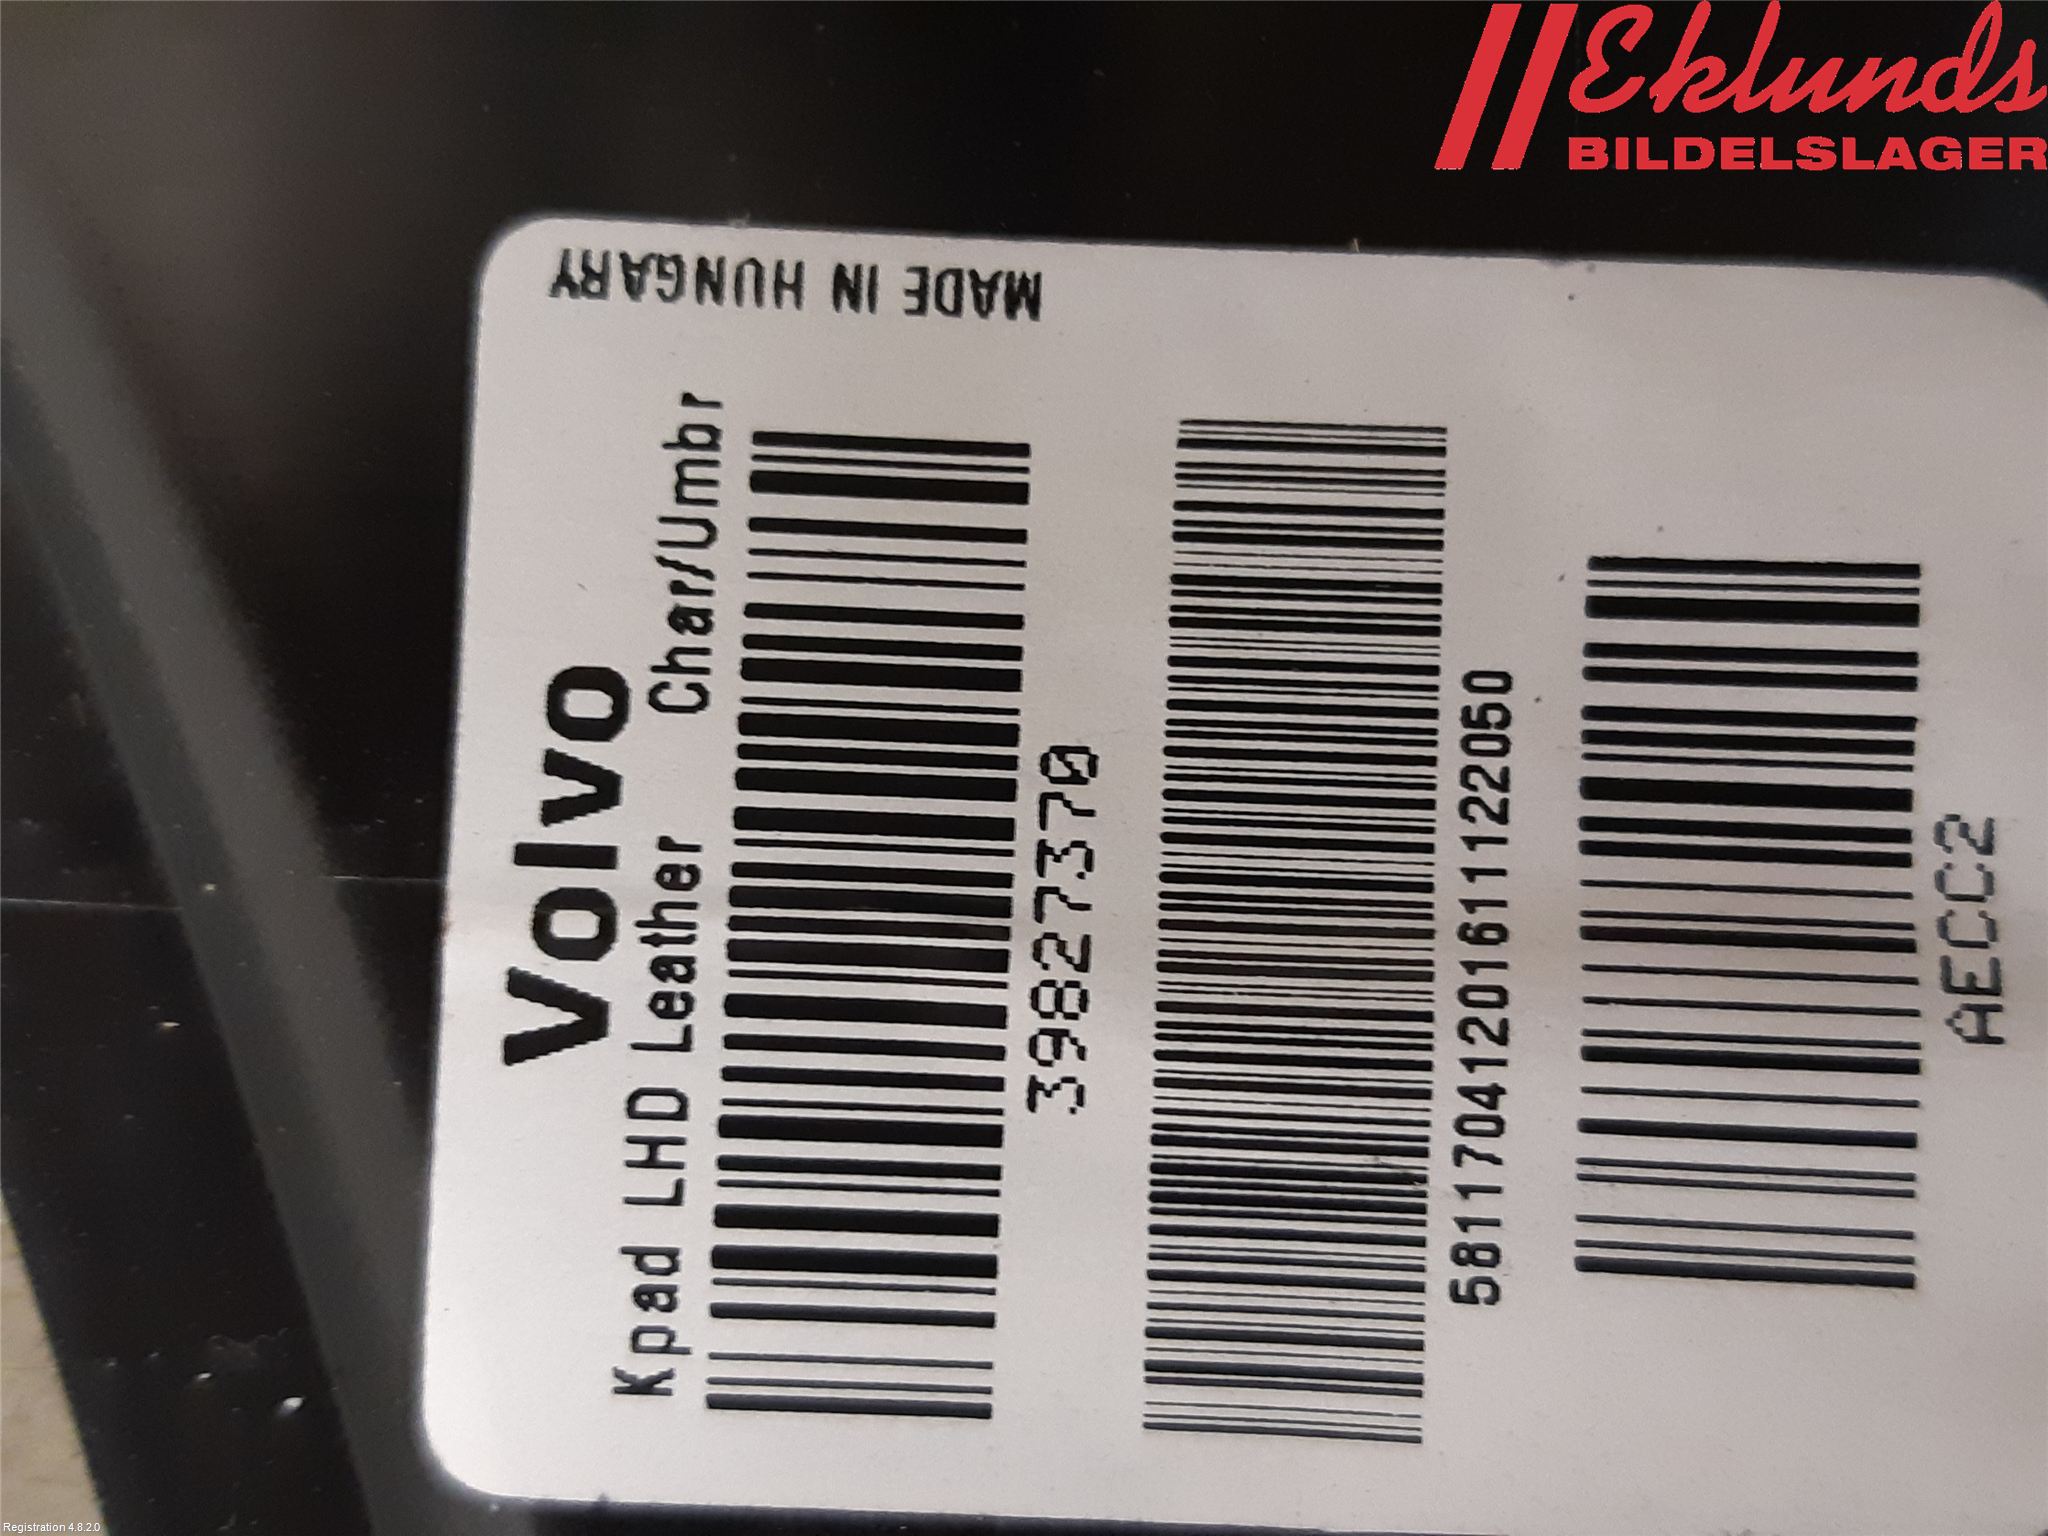 Eklunds
BILDELSLAGER
MADE IN HUNGARY
Volvo
Kpad LHD Leather Char/Umbr
39827370
58117041201611122050
AECC2
Registration 4.8.2.0